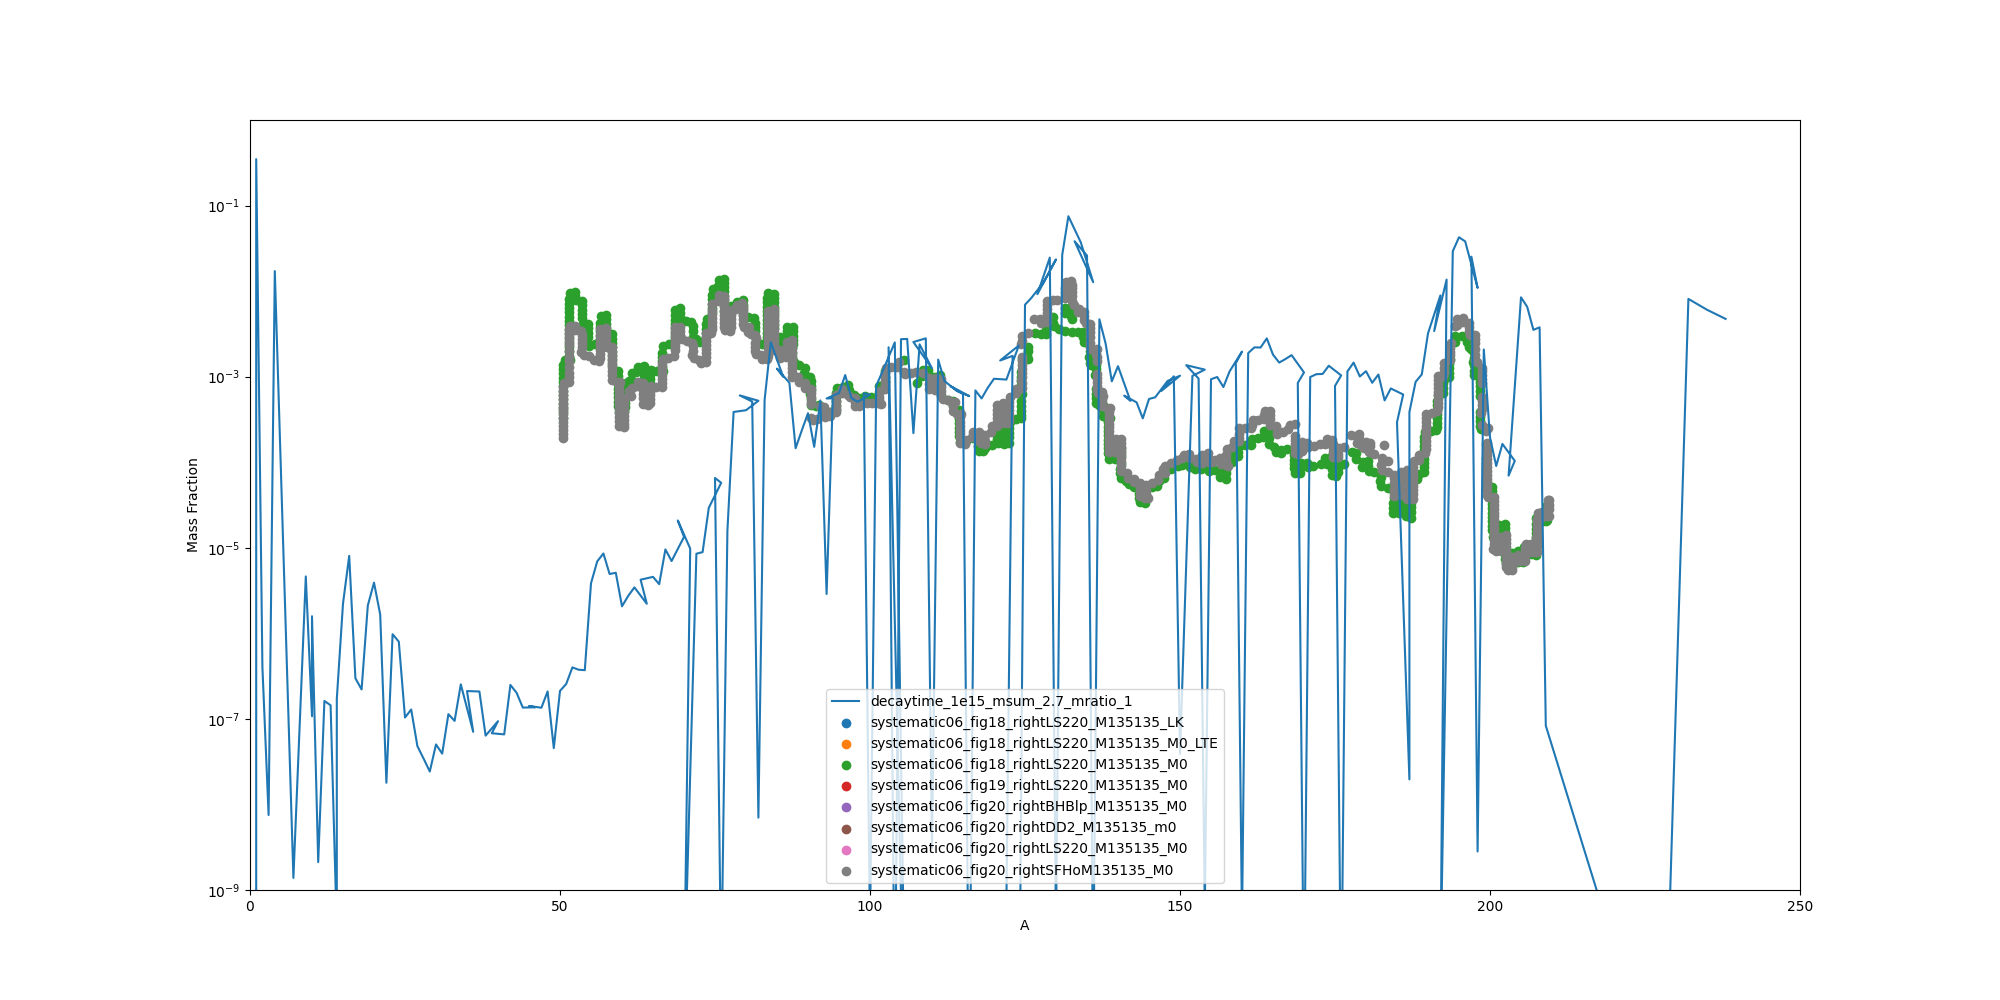 Mass Fraction
10⁻¹
10⁻³
10⁻⁵
10⁻⁷
10⁻⁹
decaytime_1e15_msum_2.7_mratio_1
systematic06_fig18_rightLS220_M135135_LK
systematic06_fig18_rightLS220_M135135_M0_LTE
systematic06_fig18_rightLS220_M135135_M0
systematic06_fig19_rightLS220_M135135_M0
systematic06_fig20_rightBHBlp_M135135_M0
systematic06_fig20_rightDD2_M135135_m0
systematic06_fig20_rightLS220_M135135_M0
systematic06_fig20_rightSFHoM135135_M0
0 50 100 150 200 250
A